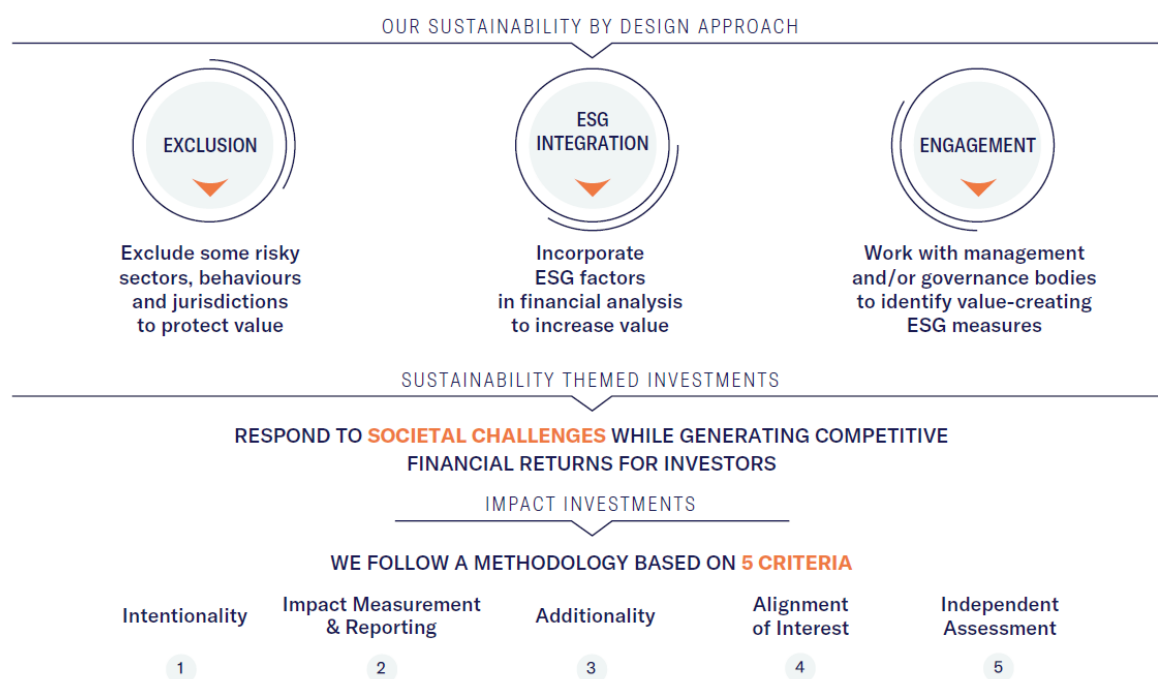 OUR SUSTAINABILITY BY DESIGN APPROACH
EXCLUSION
Exclude some risky
sectors, behaviours
and jurisdictions
to protect value
ESG
INTEGRATION
Incorporate
ESG factors
in financial analysis
to increase value
ENGAGEMENT
Work with management
and/or governance bodies
to identify value-creating
ESG measures
SUSTAINABILITY THEMED INVESTMENTS
RESPOND TO SOCIETAL CHALLENGES WHILE GENERATING COMPETITIVE
FINANCIAL RETURNS FOR INVESTORS
IMPACT INVESTMENTS
WE FOLLOW A METHODOLOGY BASED ON 5 CRITERIA
Intentionality
1
Impact Measurement
& Reporting
2
Additionality
3
Alignment
of Interest
4
Independent
Assessment
5